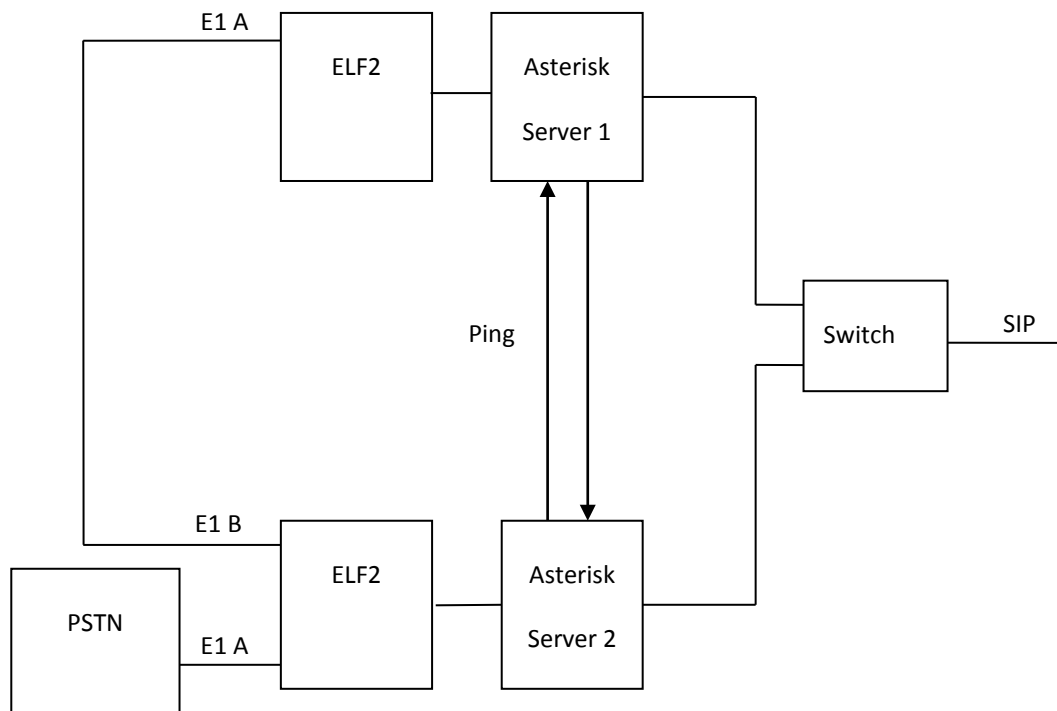 E1 A
ELF2
Asterisk
Server 1
Ping
Switch
SIP
E1 B
ELF2
Asterisk
Server 2
PSTN
E1 A